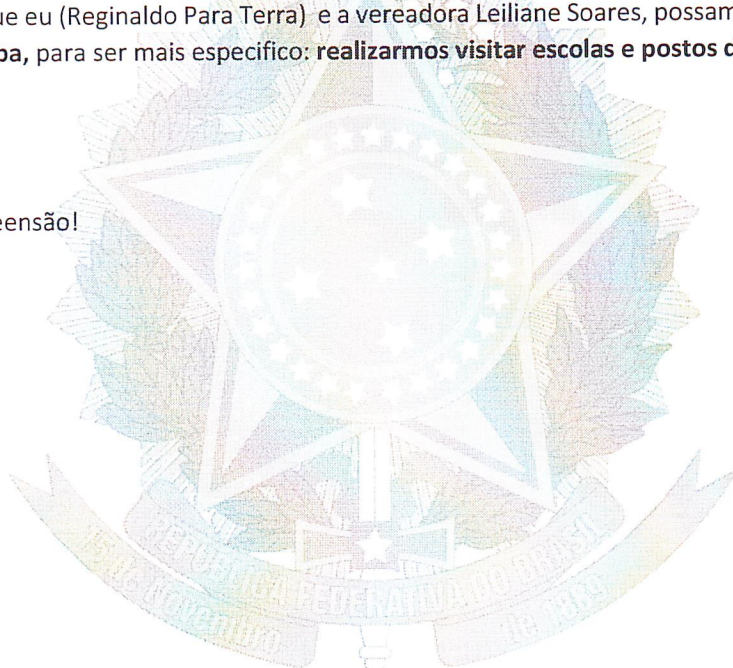 ue eu (Reginaldo Para Terra) e a vereadora Leiliane Soares, possam
pa, para ser mais especifico: realizarmos visitar escolas e postos d
eensão!
REPÚBLICA FEDERATIVA DO BRASIL
15 de Novembro de 1889